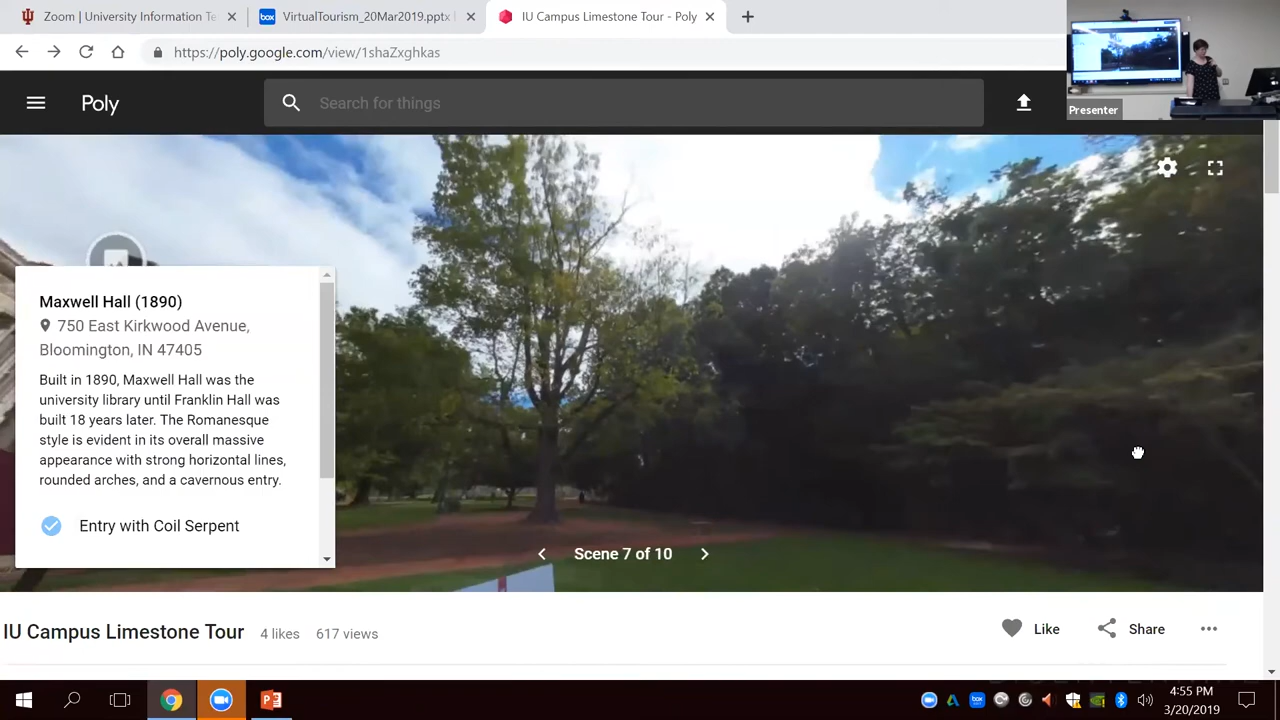 Zoom | University Information Te
VirtualTourism_20Mar2019.pptx
IU Campus Limestone Tour - Poly
https://poly.google.com/view/1shaZxghkas
Poly
Search for things
Presenter
Maxwell Hall (1890)
750 East Kirkwood Avenue,
Bloomington, IN 47405
Built in 1890, Maxwell Hall was the
university library until Franklin Hall was
built 18 years later. The Romanesque
style is evident in its overall massive
appearance with strong horizontal lines,
rounded arches, and a cavernous entry.
Entry with Coil Serpent
Scene 7 of 10
IU Campus Limestone Tour 4 likes 617 views
Like
Share
4:55 PM
3/20/2019